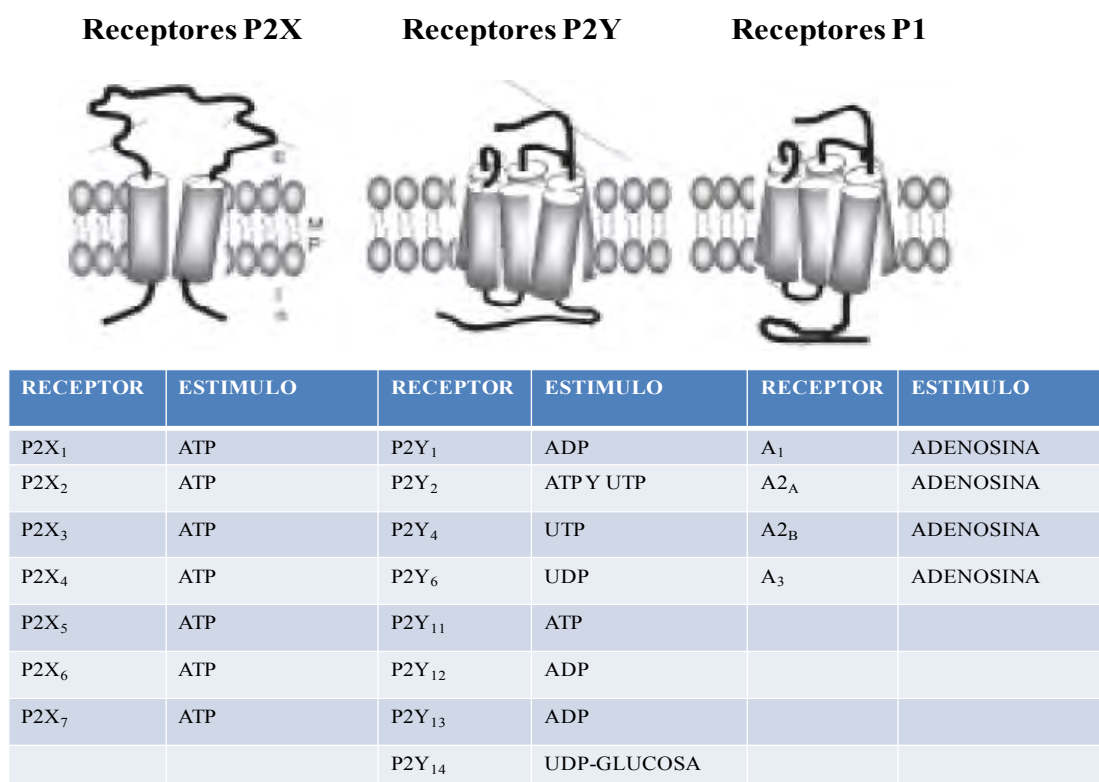 Receptores P2X Receptores P2Y Receptores P1
M
P
RECEPTOR ESTIMULO RECEPTOR ESTIMULO RECEPTOR ESTIMULO
P2X₁ ATP P2Y₁ ADP A₁ ADENOSINA
P2X₂ ATP P2Y₂ ATP Y UTP A2A ADENOSINA
P2X₃ ATP P2Y₄ UTP A2B ADENOSINA
P2X₄ ATP P2Y₆ UDP A₃ ADENOSINA
P2X₅ ATP P2Y₁₁ ATP
P2X₆ ATP P2Y₁₂ ADP
P2X₇ ATP P2Y₁₃ ADP
P2Y₁₄ UDP-GLUCOSA